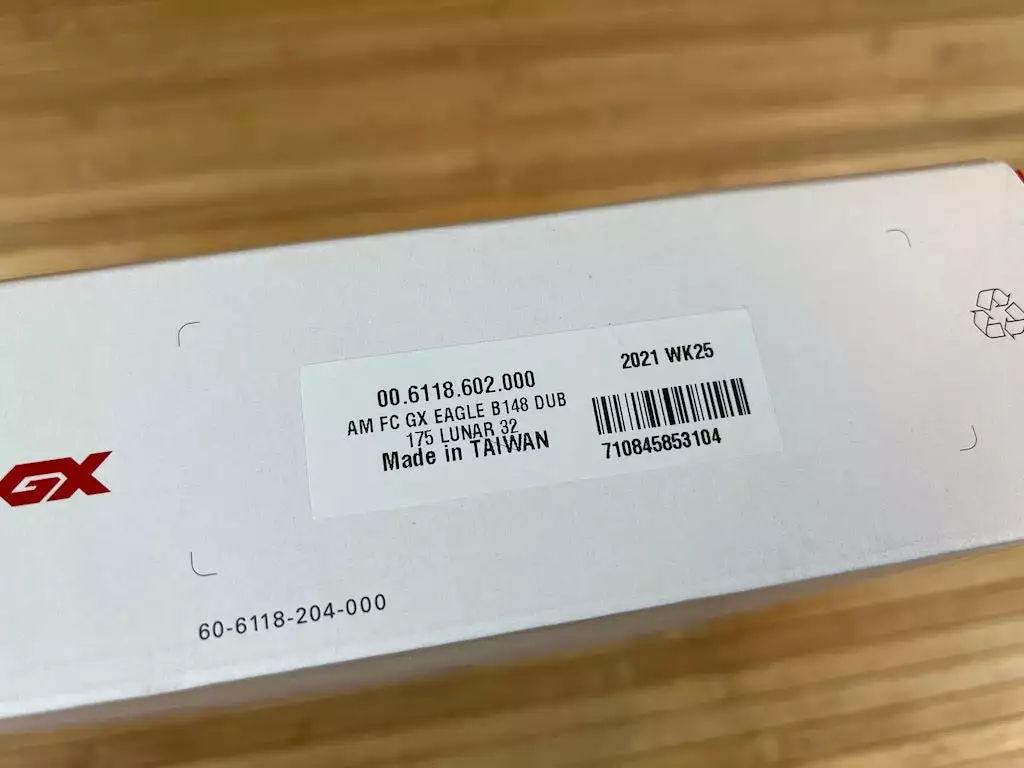 00.6118.602.000
AM FC GX EAGLE B148 DUB
175 LUNAR 32
Made in TAIWAN
2021 WK25
710845853104
GX
60-6118-204-000